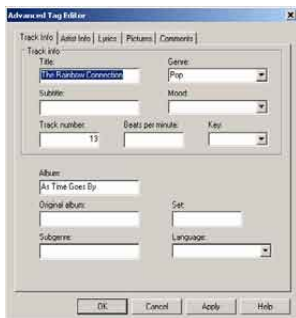 Advanced Tag Editor
Track Info Artist Info Lyrics Pictures Comments
Track info
Title: Genre:
The Rainbow Connection Pop
Subtitle: Mood:
Track number: Beats per minute: Key:
13
Album:
As Time Goes By
Original album: Set:
Subgenre: Language:
OK Cancel Apply Help